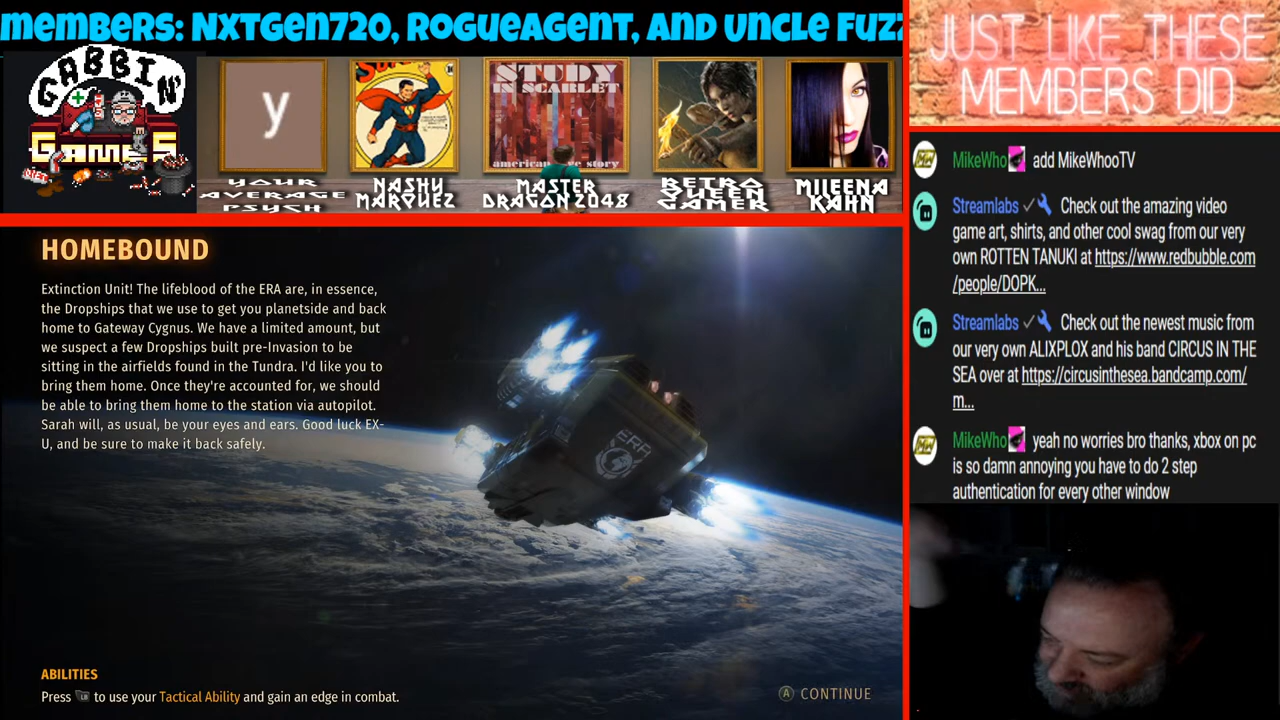 members: NXTGen720, RogueAgent, and Uncle Fuzz
JUST LIKE THESE
MEMBERS DID
GABBIN'
GAMES
y
YOUR
AVERAGE
PSYCH
NASHU
MARQUEZ
STUDY
IN SCARLET
MASTER
DRAGON2048
RETRO
QUEEN
GAMER
MILEENA
KAHN
MikeWho add MikeWhooTV
Streamlabs Check out the amazing video
game art, shirts, and other cool swag from our very
own ROTTEN TANUKI at https://www.redbubble.com
/people/DOPK...
Streamlabs Check out the newest music from
our very own ALIXPLOX and his band CIRCUS IN THE
SEA over at https://circusinthesea.bandcamp.com/
m...
MikeWho yeah no worries bro thanks, xbox on pc
is so damn annoying you have to do 2 step
authentication for every other window
HOMEBOUND
Extinction Unit! The lifeblood of the ERA are, in essence,
the Dropships that we use to get you planetside and back
home to Gateway Cygnus. We have a limited amount, but
we suspect a few Dropships built pre-Invasion to be
sitting in the airfields found in the Tundra. I'd like you to
bring them home. Once they're accounted for, we should
be able to bring them home to the station via autopilot.
Sarah will, as usual, be your eyes and ears. Good luck EX-
U, and be sure to make it back safely.
ERA
ABILITIES
Press LB to use your Tactical Ability and gain an edge in combat.
A CONTINUE